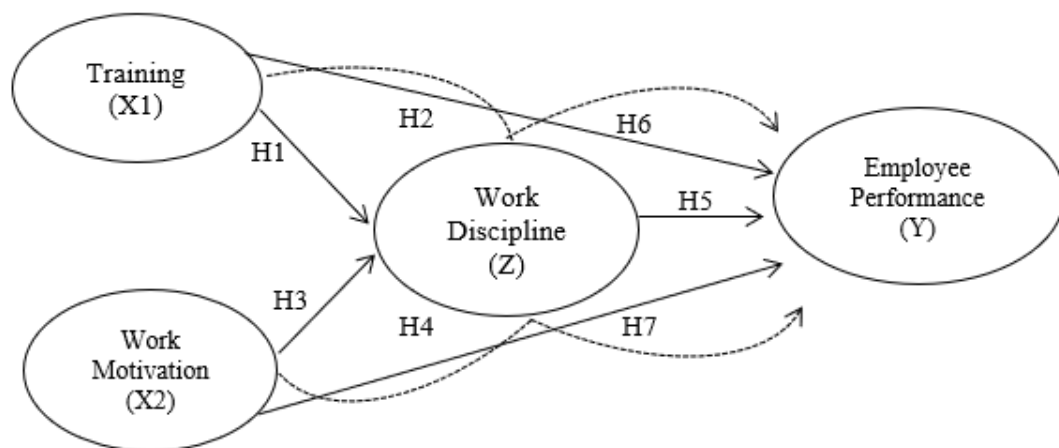 Training
(X1)
H1
H2
H6
Work
Discipline
(Z)
H5
Employee
Performance
(Y)
H3
H4
H7
Work
Motivation
(X2)